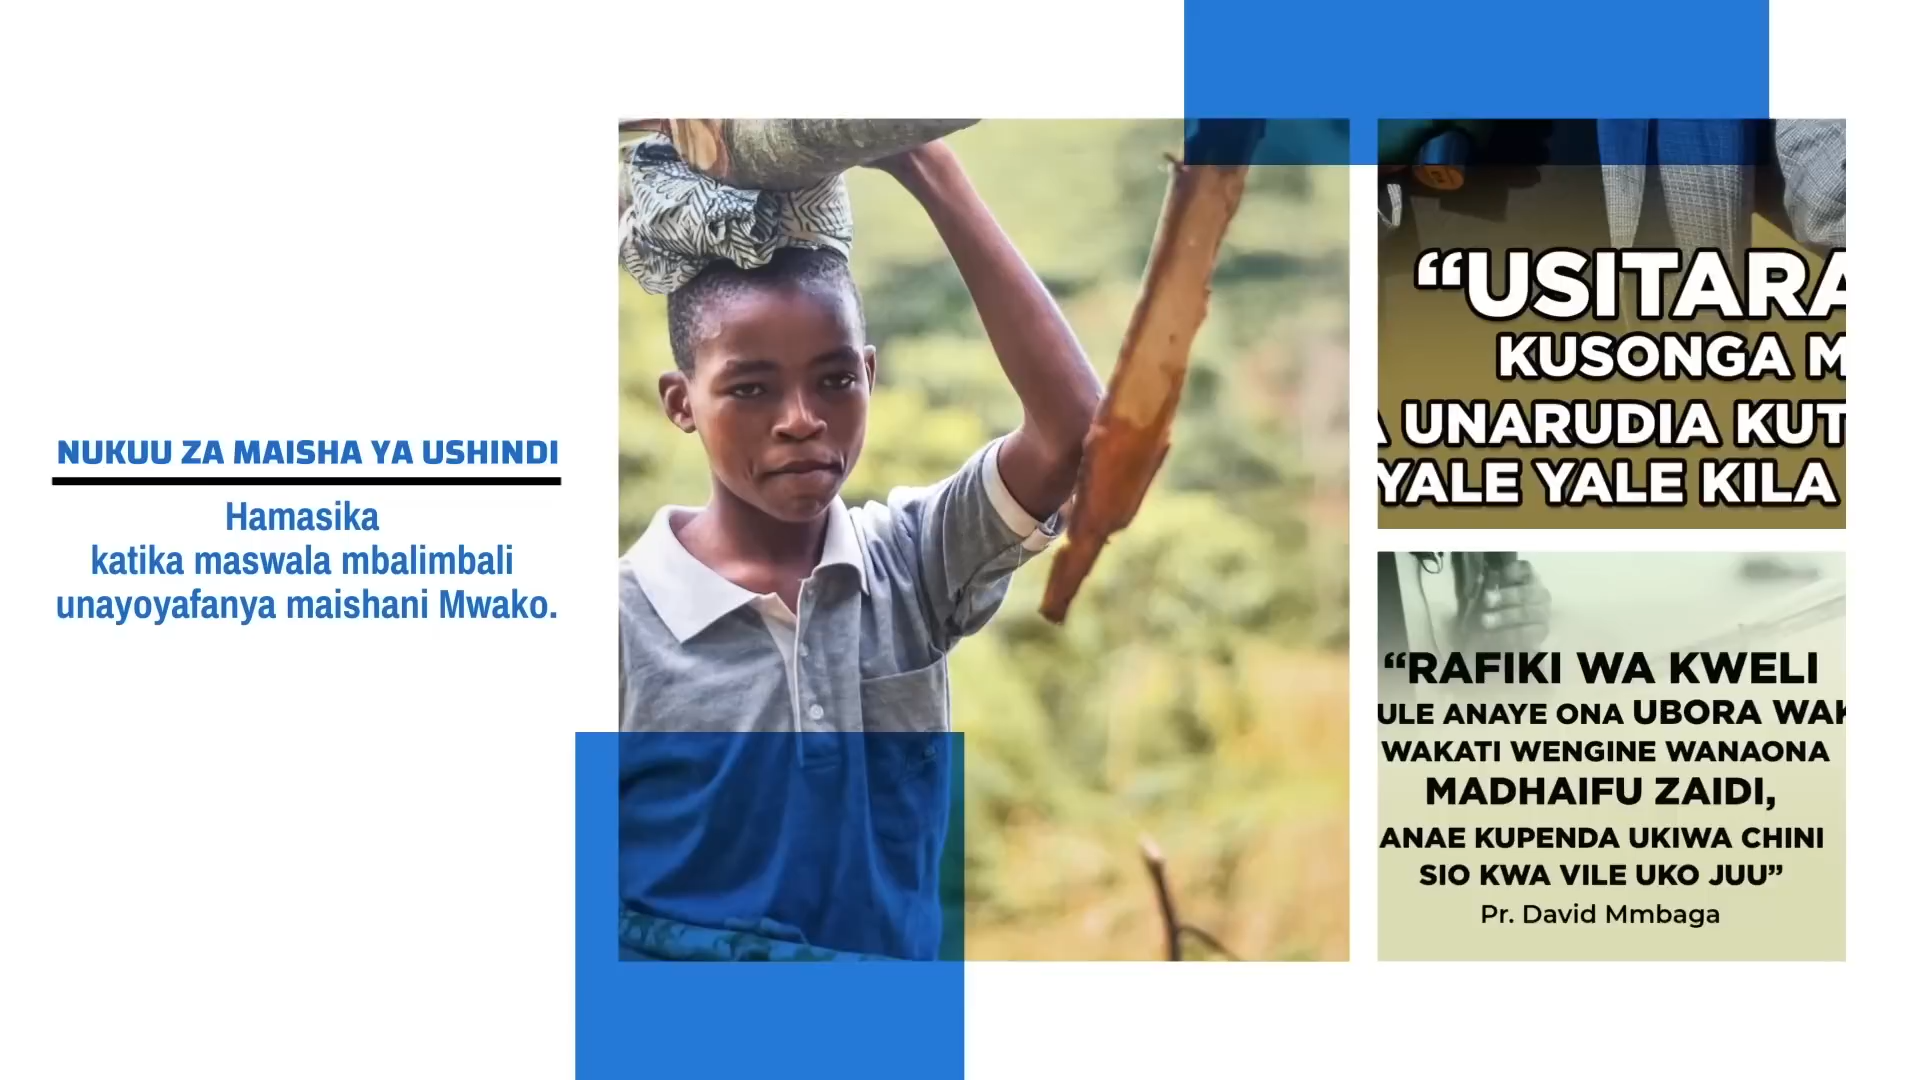 NUKUU ZA MAISHA YA USHINDI
Hamasika
katika maswala mbalimbali
unayoyafanya maishani Mwako.
“USITARA
KUSONGA M
UNARUDIA KUT
YALE YALE KILA
“RAFIKI WA KWELI
ULE ANAYE ONA UBORA WAK
WAKATI WENGINE WANAONA
MADHAIFU ZAIDI,
ANAE KUPENDA UKIWA CHINI
SIO KWA VILE UKO JUU”
Pr. David Mmbaga